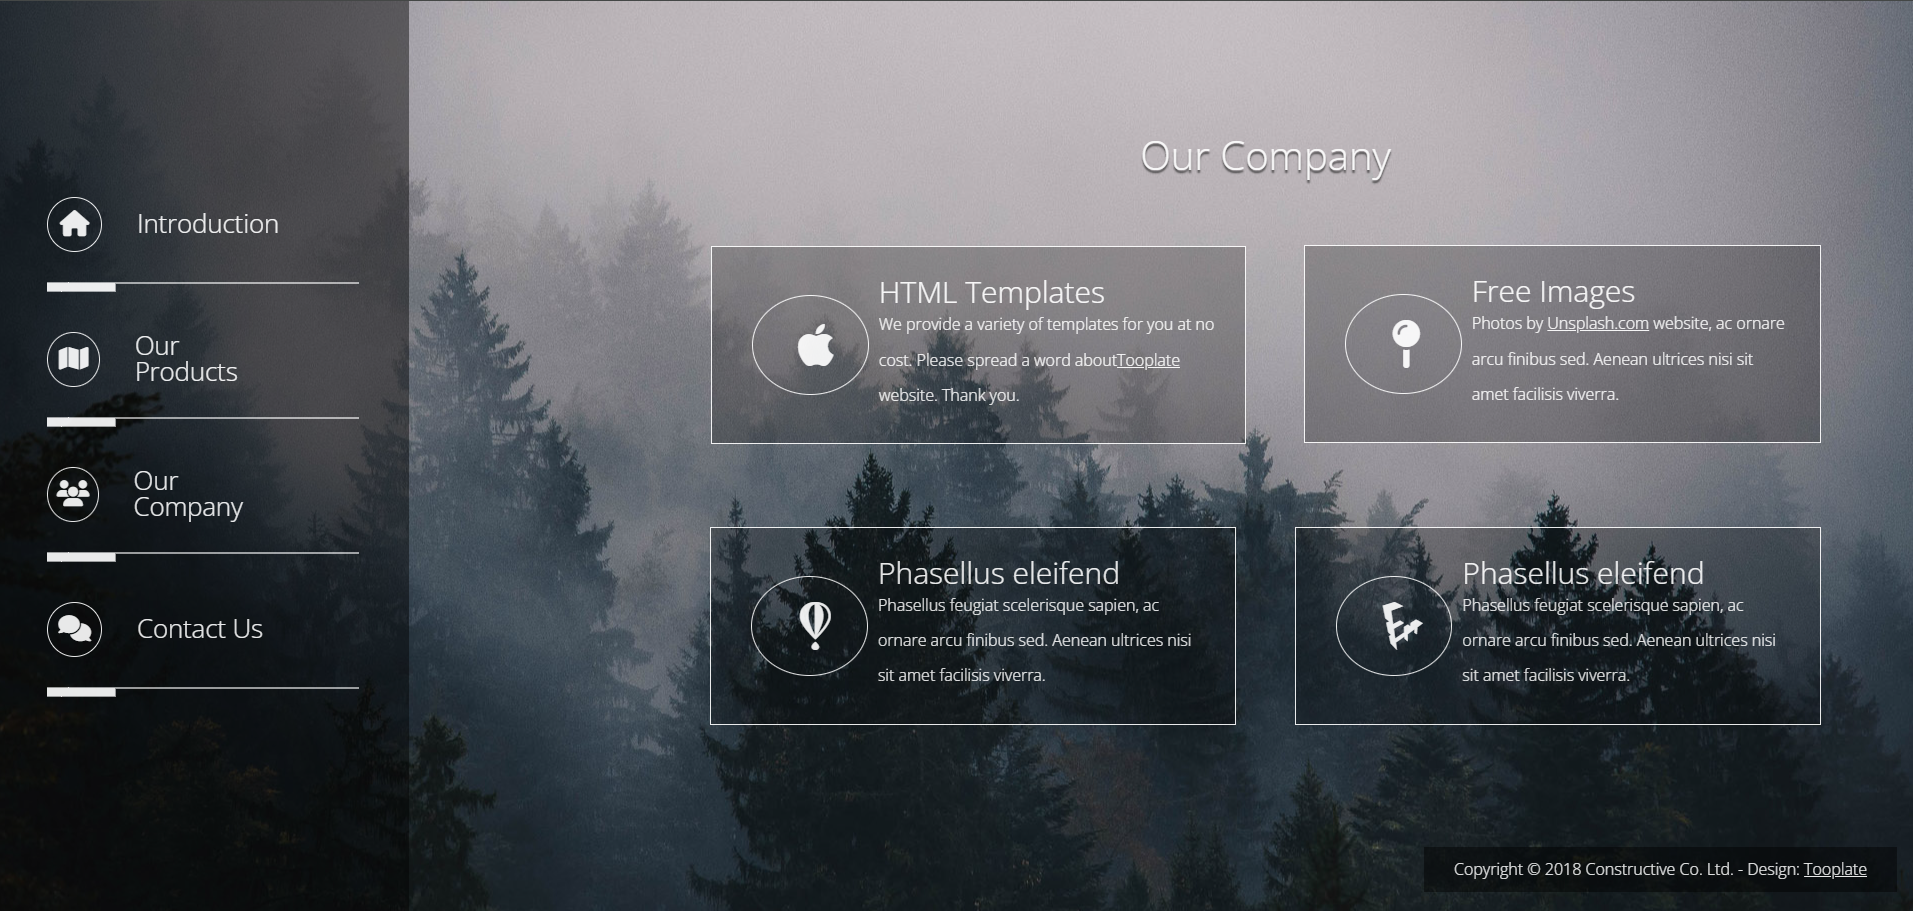 Introduction
Our
Products
Our
Company
Contact Us
Our Company
HTML Templates
We provide a variety of templates for you at no
cost. Please spread a word aboutTooplate
website. Thank you.
Free Images
Photos by Unsplash.com website, ac ornare
arcu finibus sed. Aenean ultrices nisi sit
amet facilisis viverra.
Phasellus eleifend
Phasellus feugiat scelerisque sapien, ac
ornare arcu finibus sed. Aenean ultrices nisi
sit amet facilisis viverra.
Phasellus eleifend
Phasellus feugiat scelerisque sapien, ac
ornare arcu finibus sed. Aenean ultrices nisi
sit amet facilisis viverra.
Copyright © 2018 Constructive Co. Ltd. - Design: Tooplate